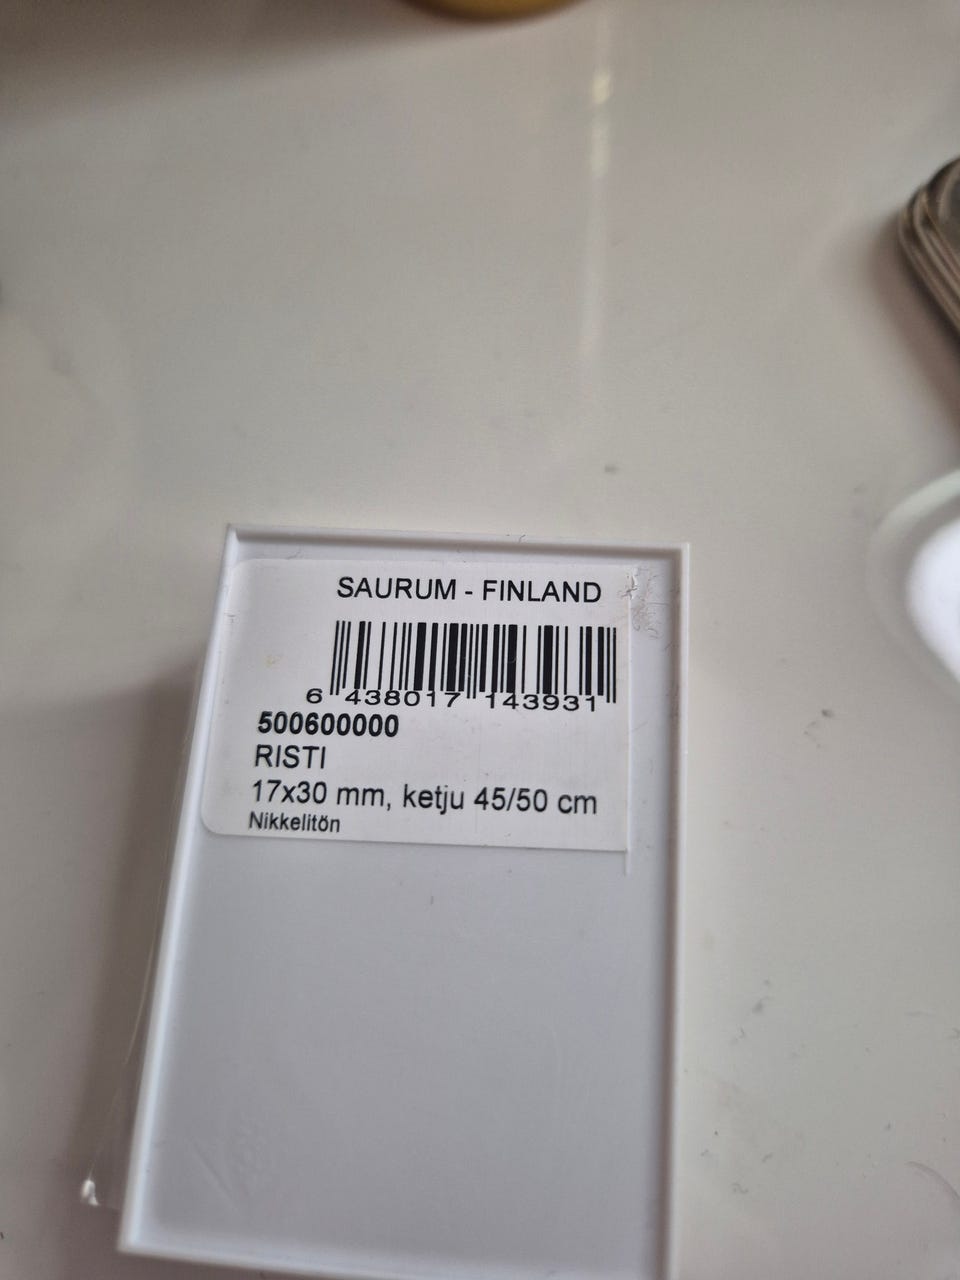 SAURUM - FINLAND
6 438017 143931
500600000
RISTI
17x30 mm, ketju 45/50 cm
Nikkelitön